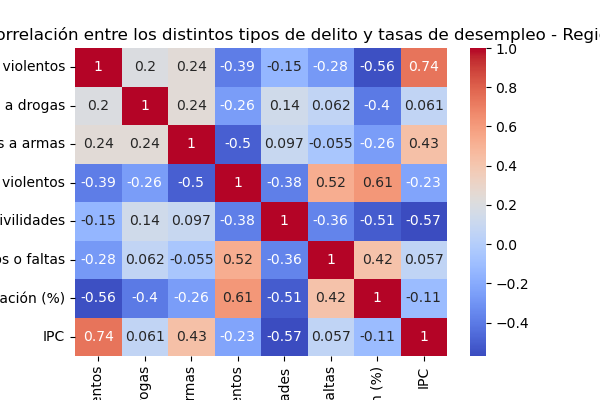 orrelación entre los distintos tipos de delito y tasas de desempleo - Regi
violentos 1 0.2 0.24 -0.39 -0.15 -0.28 -0.56 0.74
a drogas 0.2 1 0.24 -0.26 0.14 0.062 -0.4 0.061
s a armas 0.24 0.24 1 -0.5 0.097 -0.055 -0.26 0.43
violentos -0.39 -0.26 -0.5 1 -0.38 0.52 0.61 -0.23
ivilidades -0.15 0.14 0.097 -0.38 1 -0.36 -0.51 -0.57
os o faltas -0.28 0.062 -0.055 0.52 -0.36 1 0.42 0.057
ación (%) -0.56 -0.4 -0.26 0.61 -0.51 0.42 1 -0.11
IPC 0.74 0.061 0.43 -0.23 -0.57 0.057 -0.11 1
entos
rogas
rmas
entos
ades
altas
n (%)
IPC
1.0
0.8
0.6
0.4
0.2
0.0
−0.2
−0.4